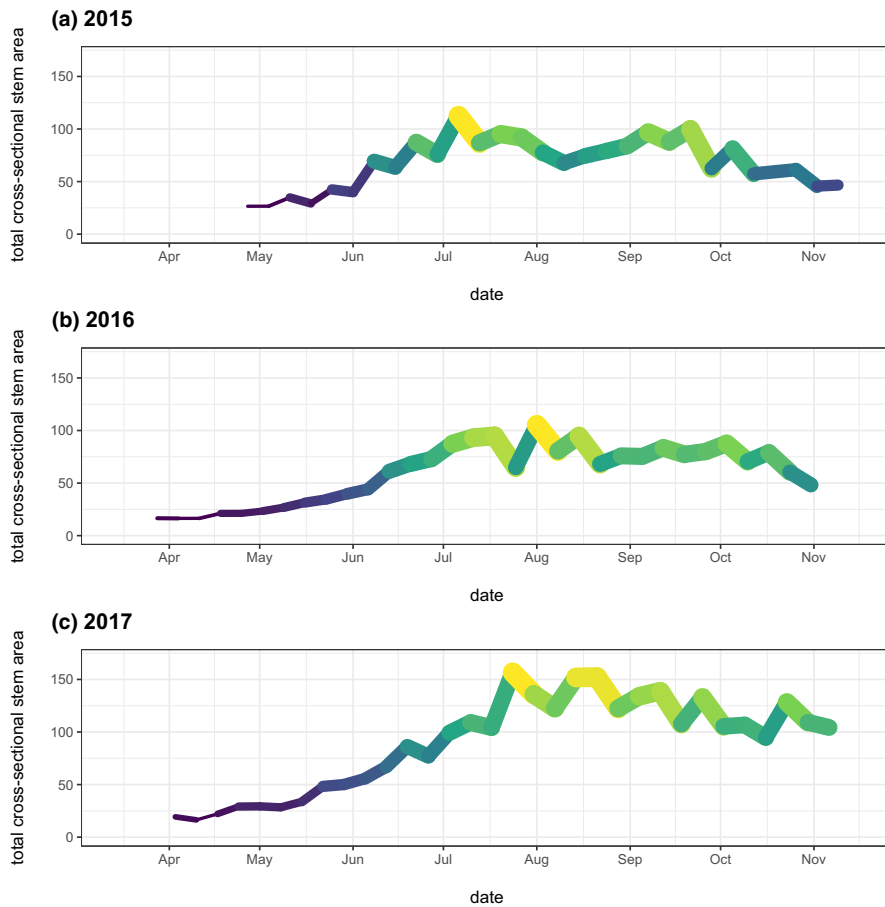 (a) 2015
total cross-sectional stem area
150
100
50
0
Apr May Jun Jul Aug Sep Oct Nov
date
(b) 2016
total cross-sectional stem area
150
100
50
0
Apr May Jun Jul Aug Sep Oct Nov
date
(c) 2017
total cross-sectional stem area
150
100
50
0
Apr May Jun Jul Aug Sep Oct Nov
date